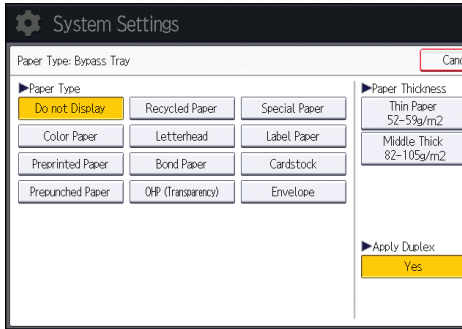 System Settings
Paper Type: Bypass Tray
Canc
▶Paper Type
Do not Display
Recycled Paper
Special Paper
Color Paper
Letterhead
Label Paper
Preprinted Paper
Bond Paper
Cardstock
Prepunched Paper
OHP (Transparency)
Envelope
▶Paper Thickness
Thin Paper
52-59g/m2
Middle Thick
82-105g/m2
▶Apply Duplex
Yes